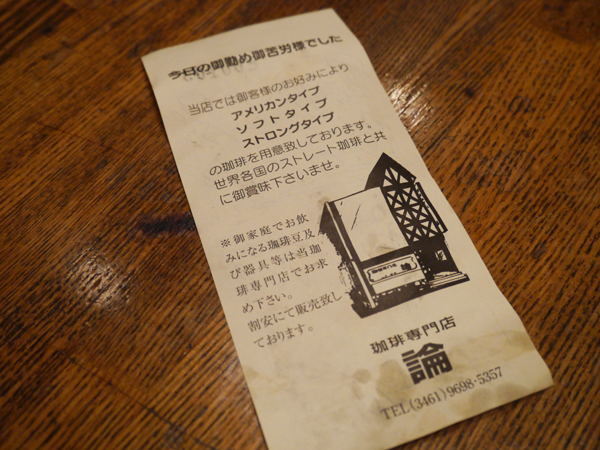 今日の御勤め御苦労様でした
当店では御客様のお好みにより
アメリカンタイプ
ソフトタイプ
ストロングタイプ
の珈琲を用意致しております。
世界各国のストレート珈琲と共
に御賞味下さいませ。
※御家庭でお飲
みになる珈琲豆及
び器具等は当珈
琲専門店でお求
め下さい。
割安にて販売致し
ております。
珈琲専門店
論
TEL(3461)9698·5357